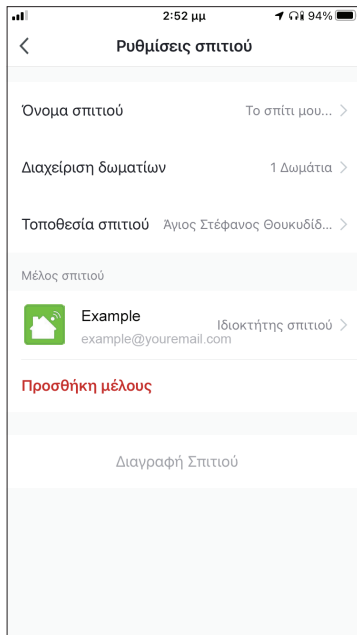 2:52 μμ 94%
Ρυθμίσεις σπιτιού
Όνομα σπιτιού Το σπίτι μου...
Διαχείριση δωματίων 1 Δωμάτια
Τοποθεσία σπιτιού Άγιος Στέφανος Θουκυδίδ...
Μέλος σπιτιού
Example Ιδιοκτήτης σπιτιού
example@youremail.com
Προσθήκη μέλους
Διαγραφή Σπιτιού